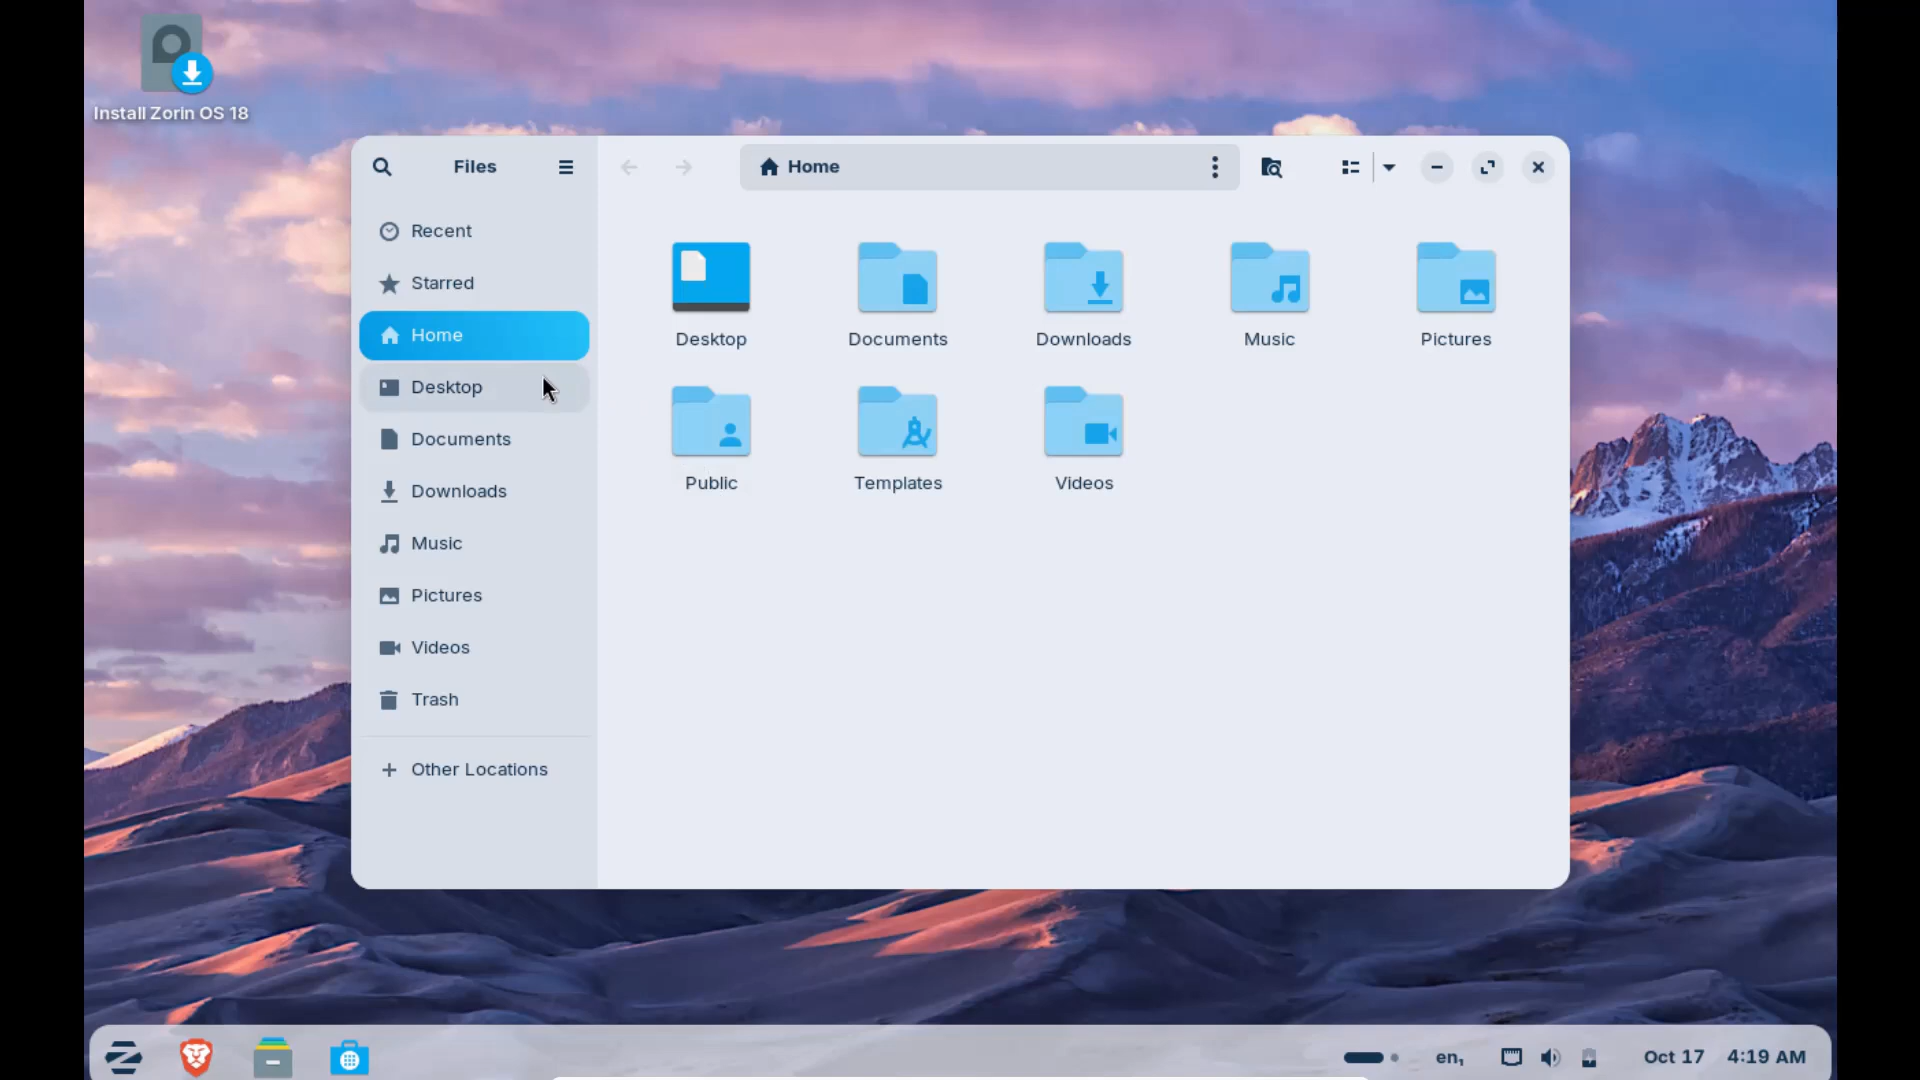 Install Zorin OS 18
Files
Home
Recent
Starred
Home
Desktop
Documents
Downloads
Music
Pictures
Videos
Trash
Other Locations
Desktop
Documents
Downloads
Music
Pictures
Public
Templates
Videos
en₁
Oct 17 4:19 AM